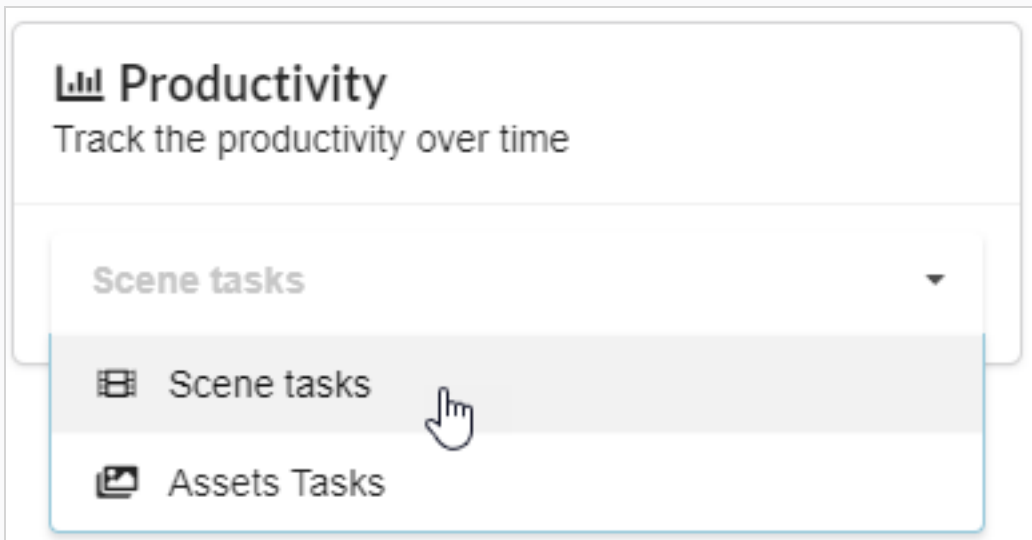 Productivity
Track the productivity over time
Scene tasks
Scene tasks
Assets Tasks